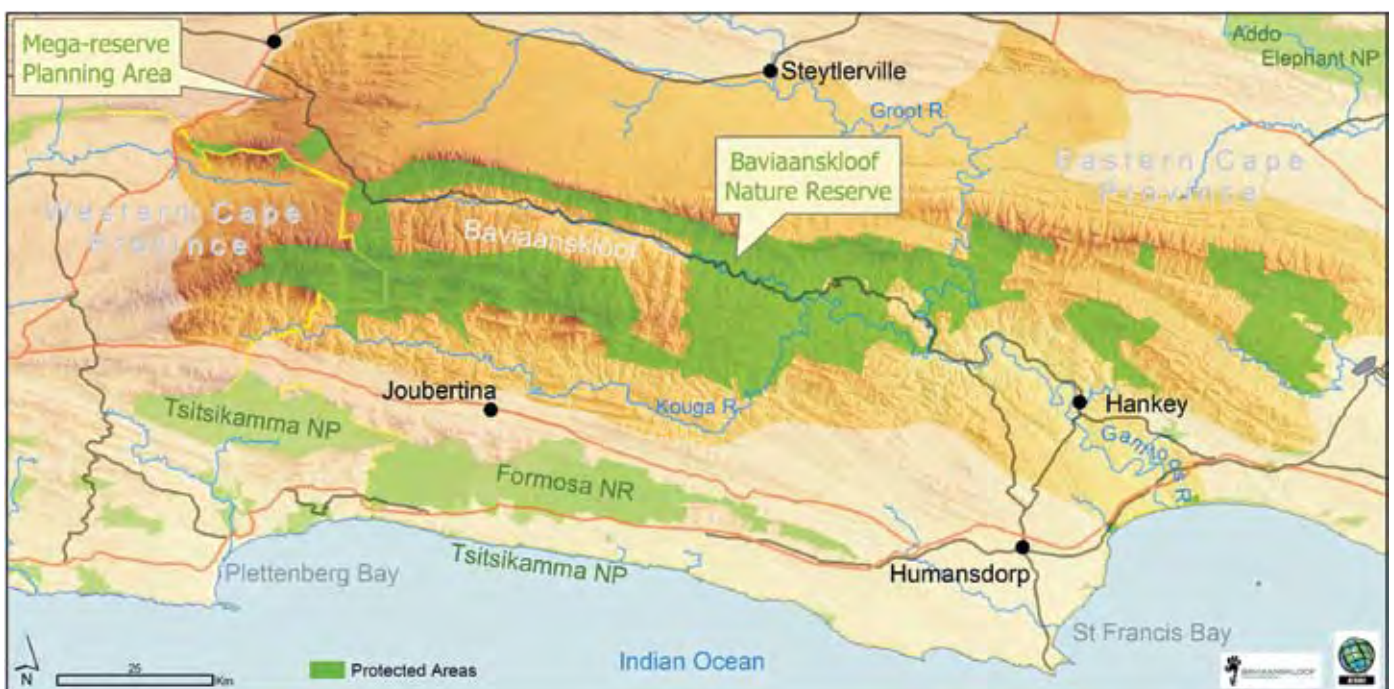 Mega-reserve
Planning Area
Addo
Elephant NP
Steytlerville
Groot R.
Baviaanskloof
Nature Reserve
Eastern Cape
Province
Western Cape
Province
Baviaanskloof
Joubertina
Kouga R.
Hankey
Gamtoos R.
Tsitsikamma NP
Formosa NR
Tsitsikamma NP
Plettenberg Bay
Humansdorp
St Francis Bay
Indian Ocean
N
25
Km
Protected Areas
BAVIAANSKLOOF